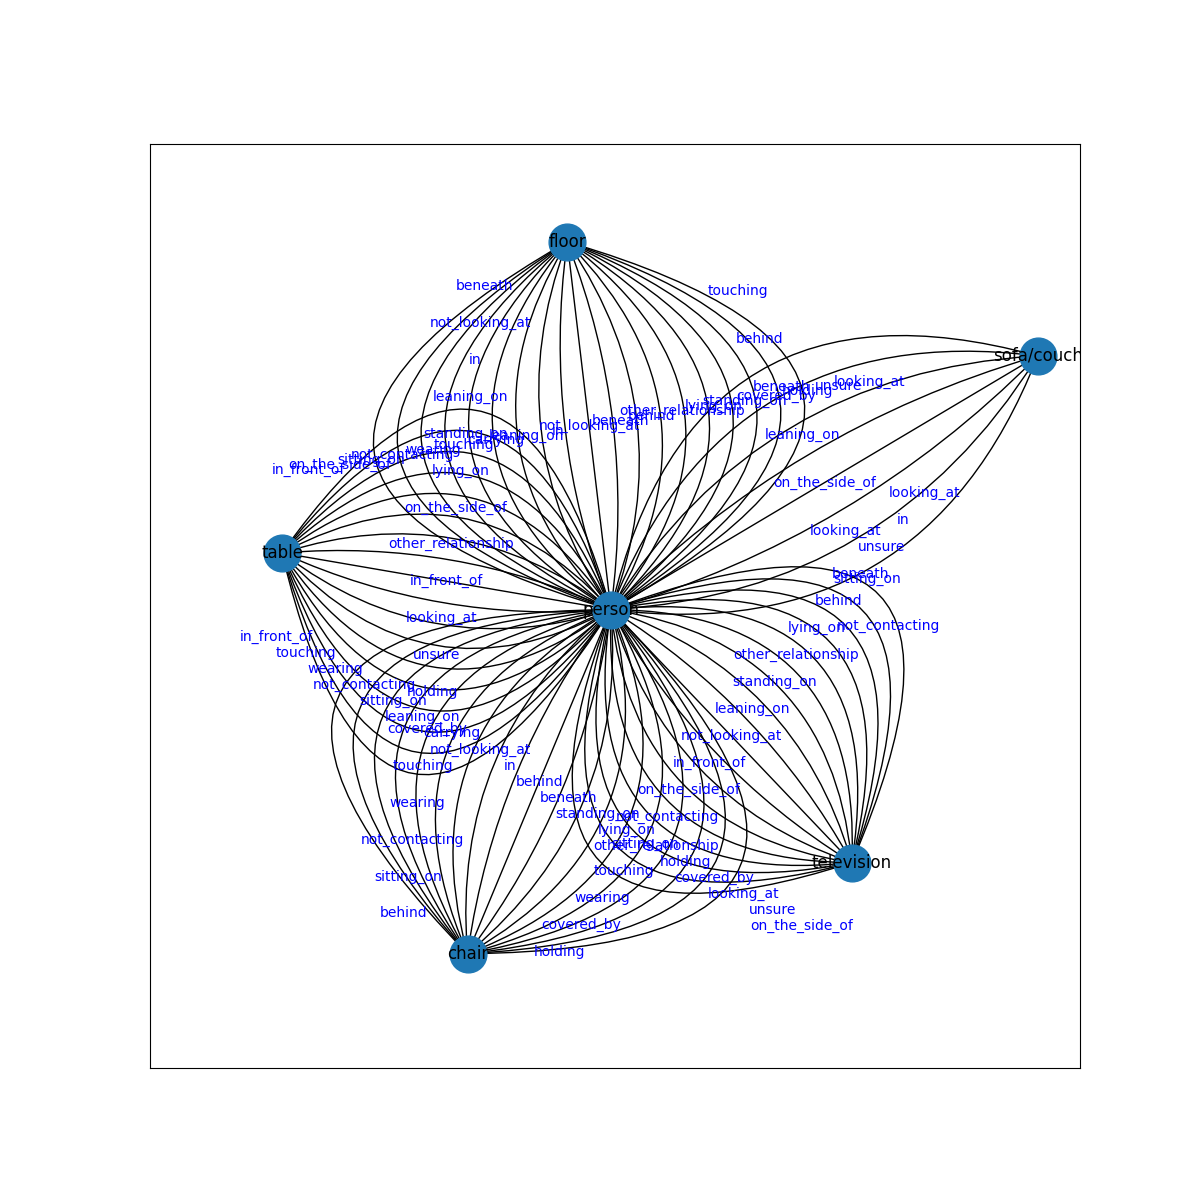 floor
beneath
touching
not_looking_at
behind
sofa/couch
in
looking_at
beneath
unsure
holding
leaning_on
covered_by
standing_on
lying_on
other_relationship
behind
beneath
not_looking_at
in
leaning_on
standing_on
leaning_on
carrying
touching
wearing
not_contacting
sitting_on
on_the_side_of
in_front_of
lying_on
on_the_side_of
looking_at
on_the_side_of
in
looking_at
unsure
table
other_relationship
beneath
sitting_on
in_front_of
behind
person
looking_at
not_contacting
lying_on
in_front_of
touching
unsure
other_relationship
wearing
standing_on
not_contacting
holding
sitting_on
leaning_on
leaning_on
covered_by
carrying
not_looking_at
not_looking_at
touching
in
in_front_of
behind
on_the_side_of
beneath
wearing
standing_on
not_contacting
lying_on
not_contacting
other_relationship
sitting_on
holding
television
touching
sitting_on
covered_by
looking_at
wearing
unsure
behind
covered_by
on_the_side_of
chair
holding